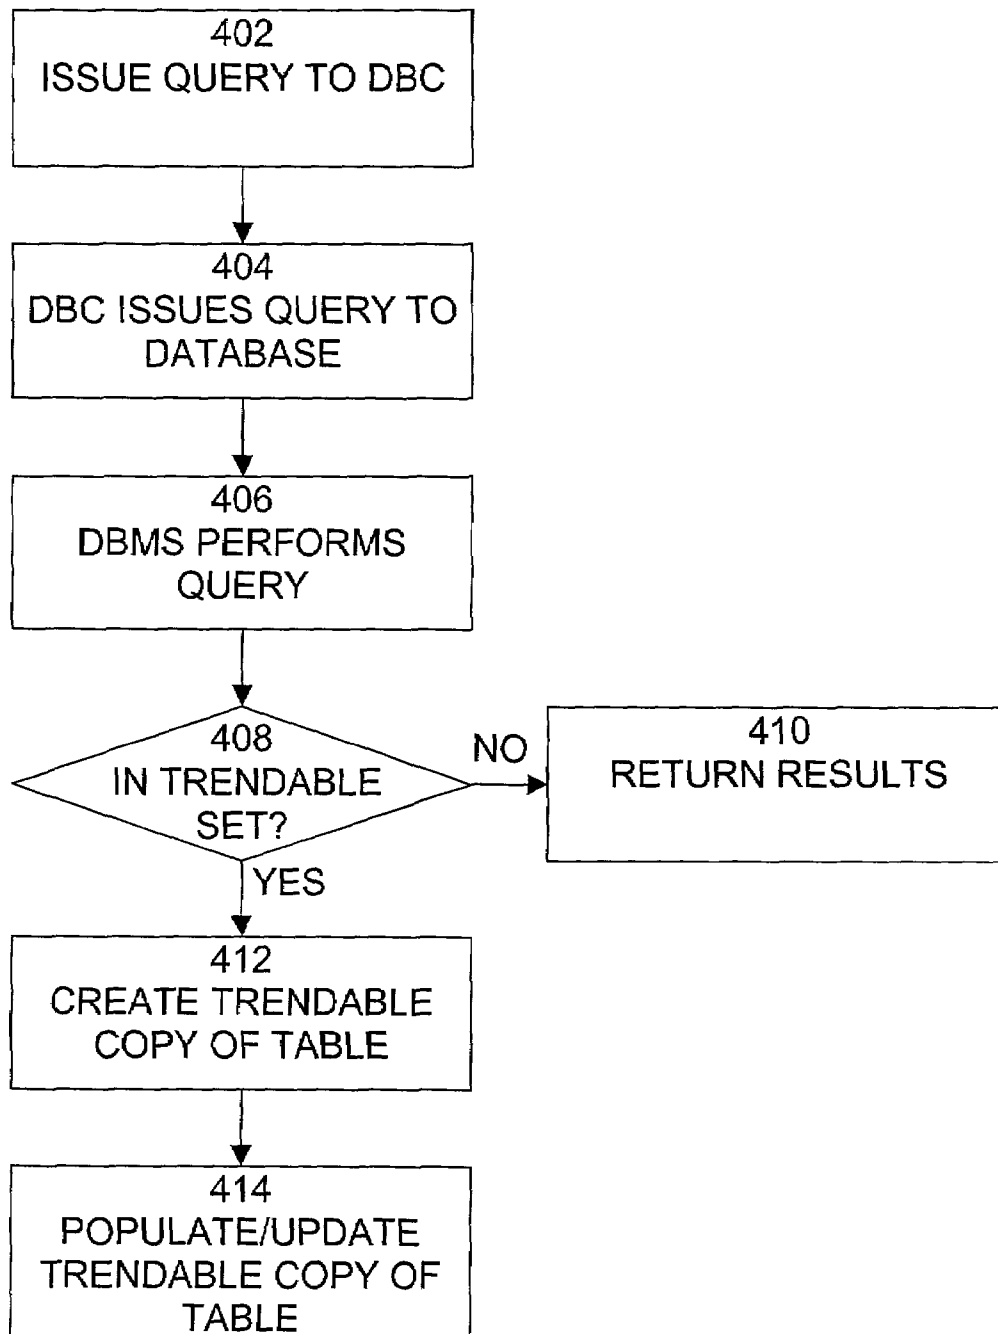 402
ISSUE QUERY TO DBC
404
DBC ISSUES QUERY TO
DATABASE
406
DBMS PERFORMS
QUERY
408
IN TRENDABLE
SET?
NO
410
RETURN RESULTS
YES
412
CREATE TRENDABLE
COPY OF TABLE
414
POPULATE/UPDATE
TRENDABLE COPY OF
TABLE